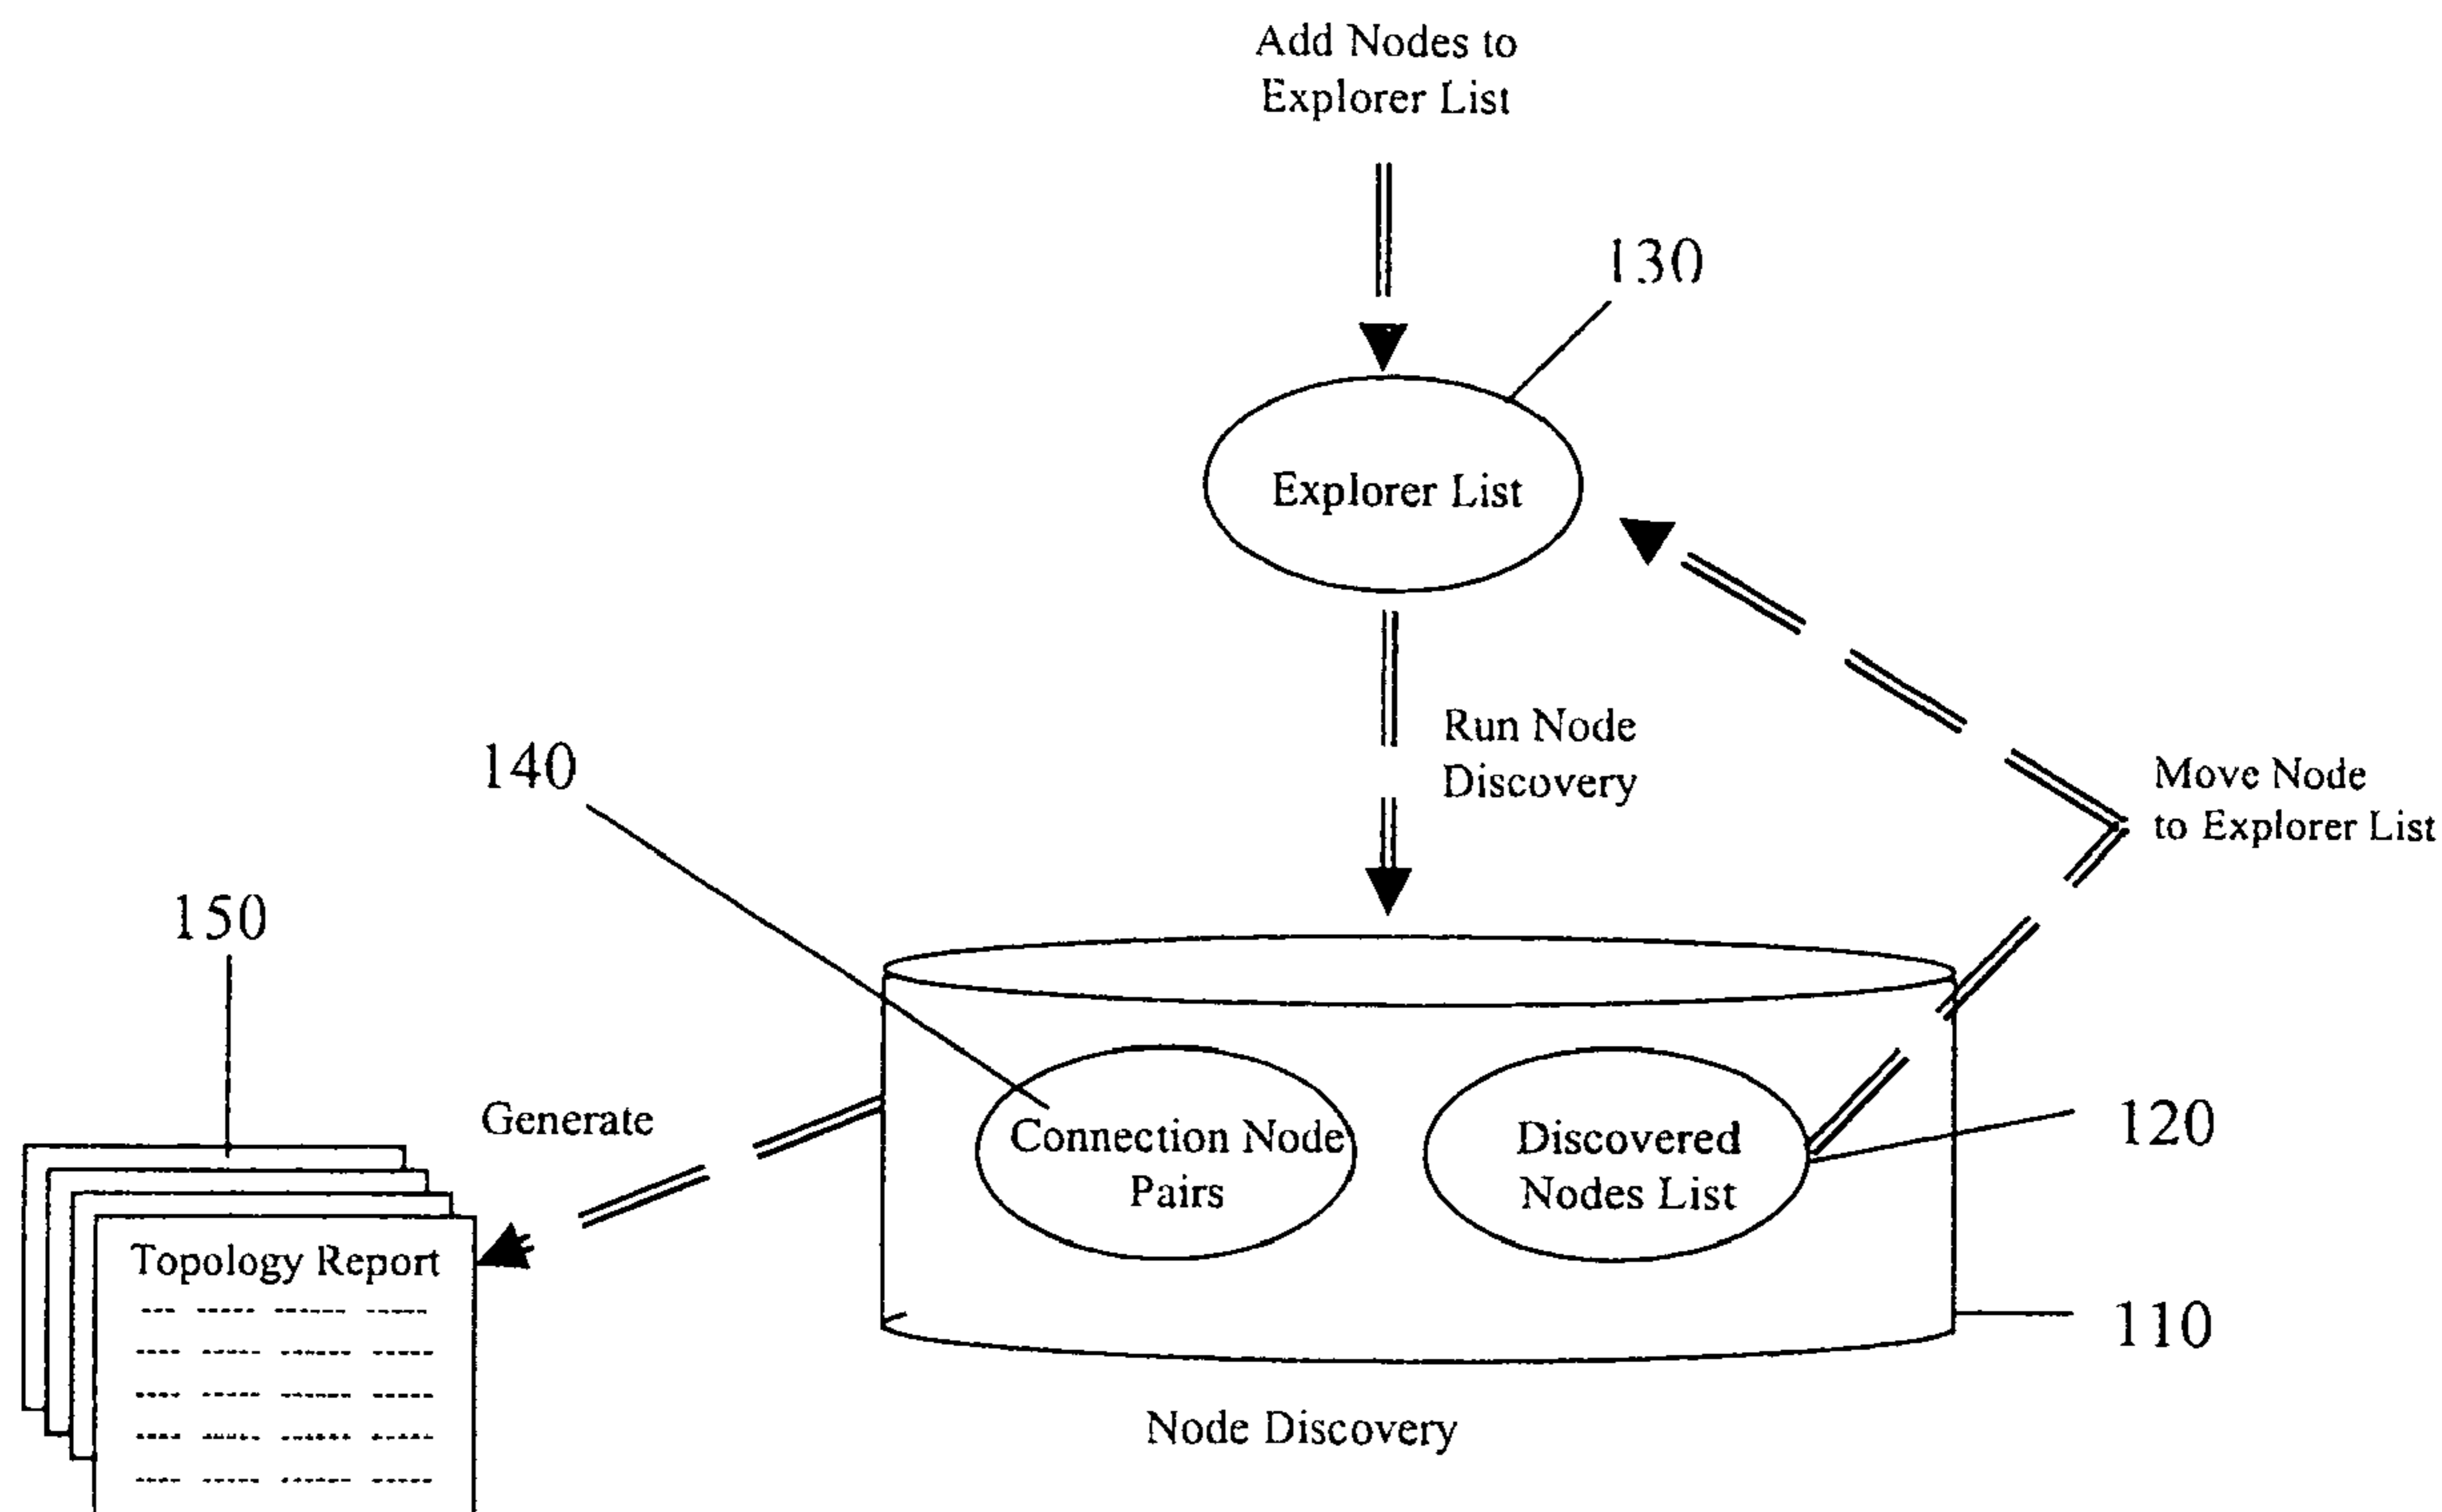 Add Nodes to
Explorer List
130
Explorer List
Run Node
Discovery
Move Node
to Explorer List
140
150
Generate
Connection Node
Pairs
Discovered
Nodes List
120
Topology Report
110
Node Discovery